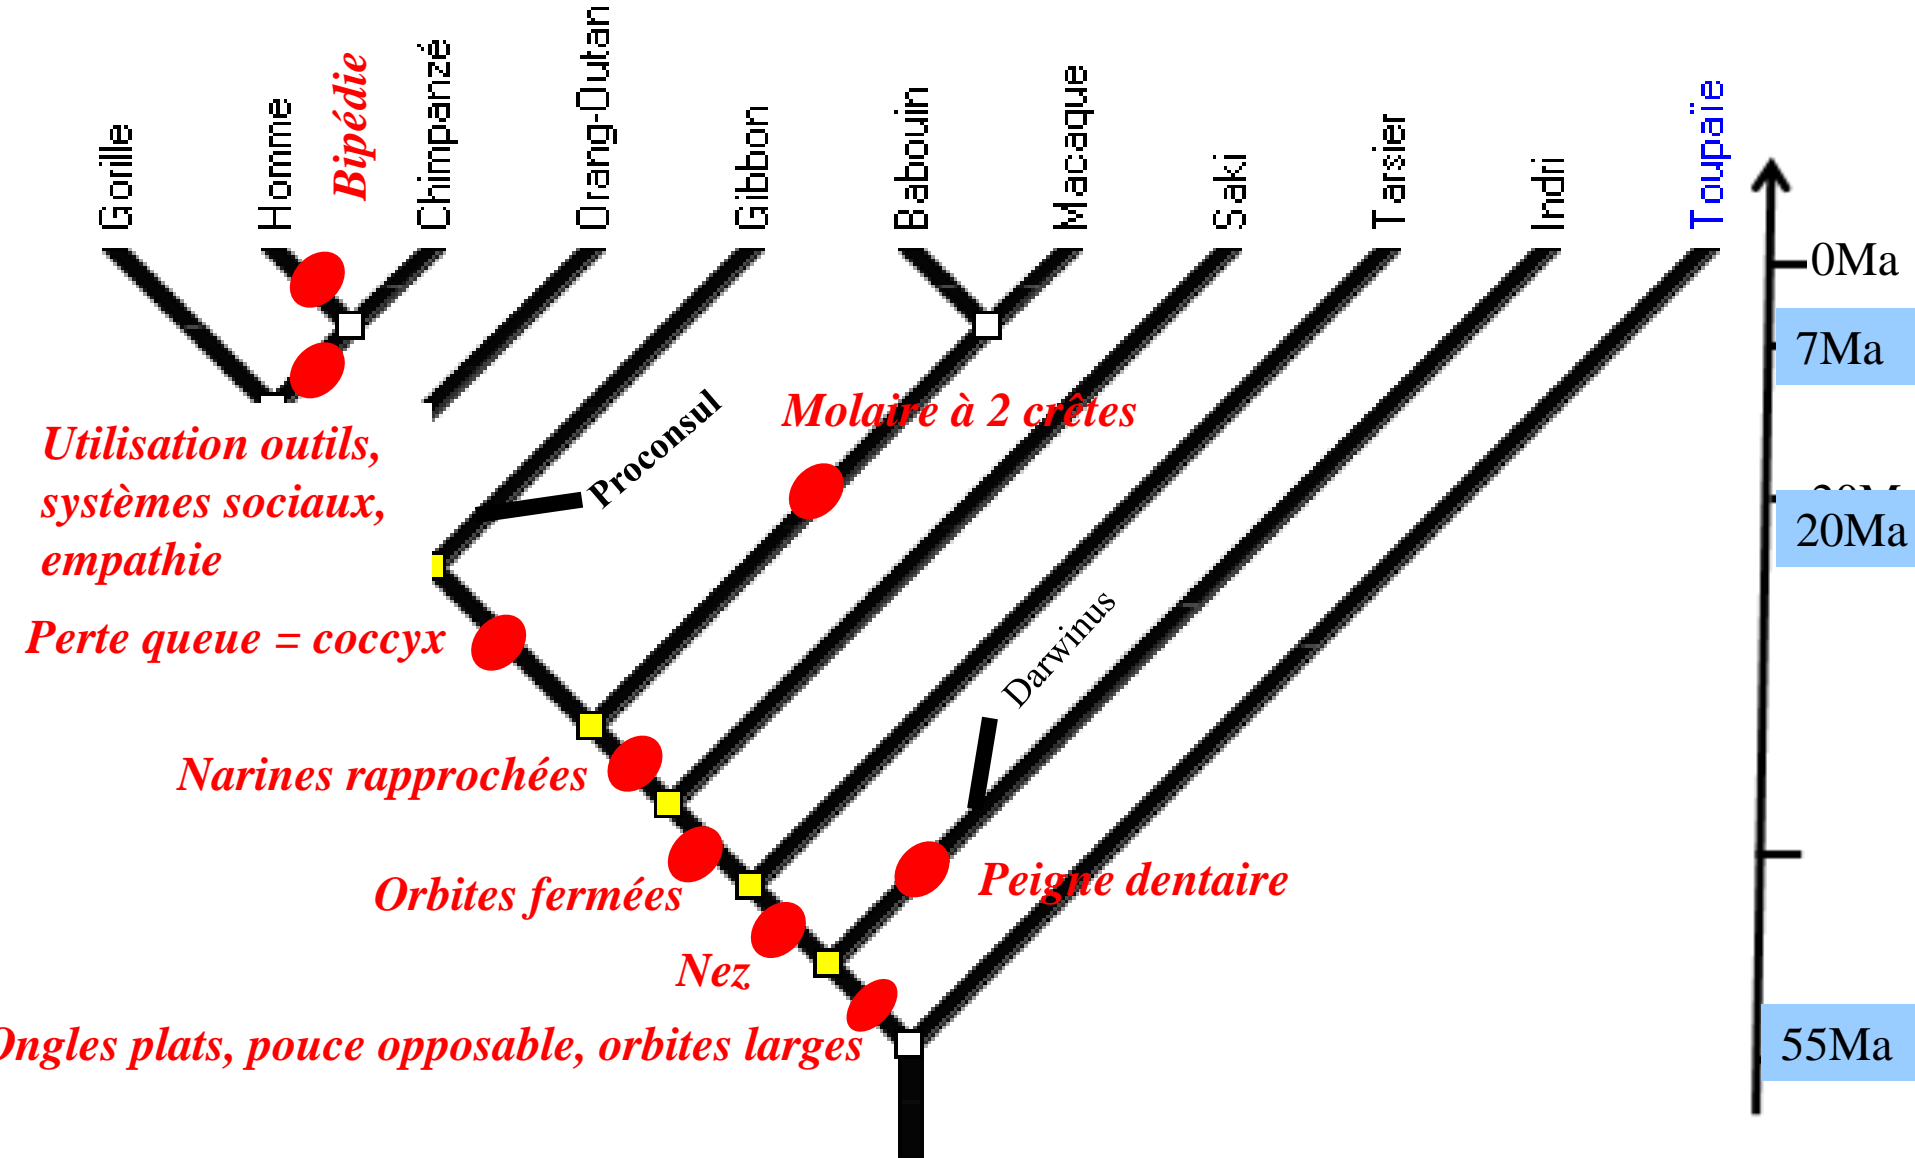 Gorille
Homme
Bipédie
Chimpanzé
Orang-Outan
Gibbon
Babouin
Macaque
Saki
Tarsier
Indri
Toupaïe
0Ma
7Ma
Proconsul
Molaire à 2 crêtes
Utilisation outils,
systèmes sociaux,
empathie
20Ma
Perte queue = coccyx
Darwinus
Narines rapprochées
Orbites fermées
Peigne dentaire
Nez
Ongles plats, pouce opposable, orbites larges
55Ma